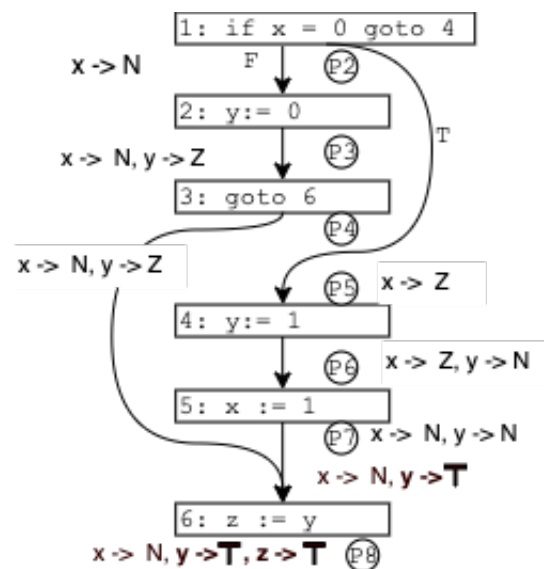 1: if x = 0 goto 4
x -> N
F
P2
2: y:= 0
T
P3
x -> N, y -> Z
3: goto 6
P4
x -> N, y -> Z
P5
x -> Z
4: y:= 1
P6
x -> Z, y -> N
5: x := 1
P7
x -> N, y -> N
x -> N, y -> ⊤
6: z := y
x -> N, y -> ⊤, z -> ⊤
P8